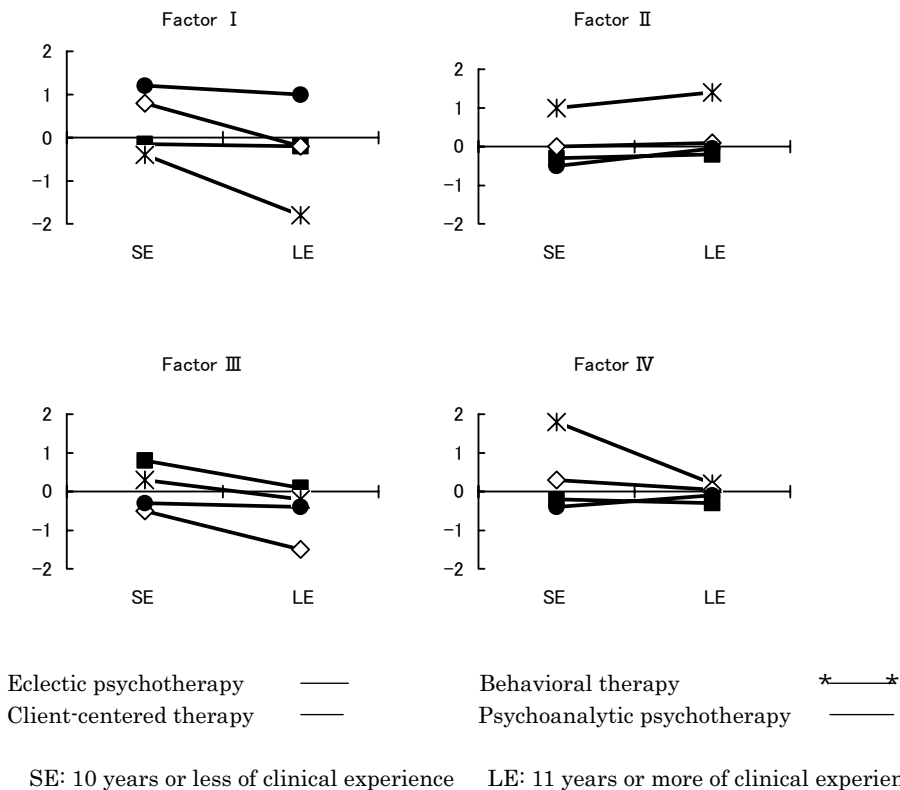 Factor Ⅰ
Factor Ⅱ
2
1
0
−1
−2
SE LE
2
1
0
−1
−2
SE LE
Factor Ⅲ
Factor Ⅳ
2
1
0
−1
−2
SE LE
2
1
0
−1
−2
SE LE
Eclectic psychotherapy
Behavioral therapy * *
Client-centered therapy
Psychoanalytic psychotherapy
SE: 10 years or less of clinical experience
LE: 11 years or more of clinical experien